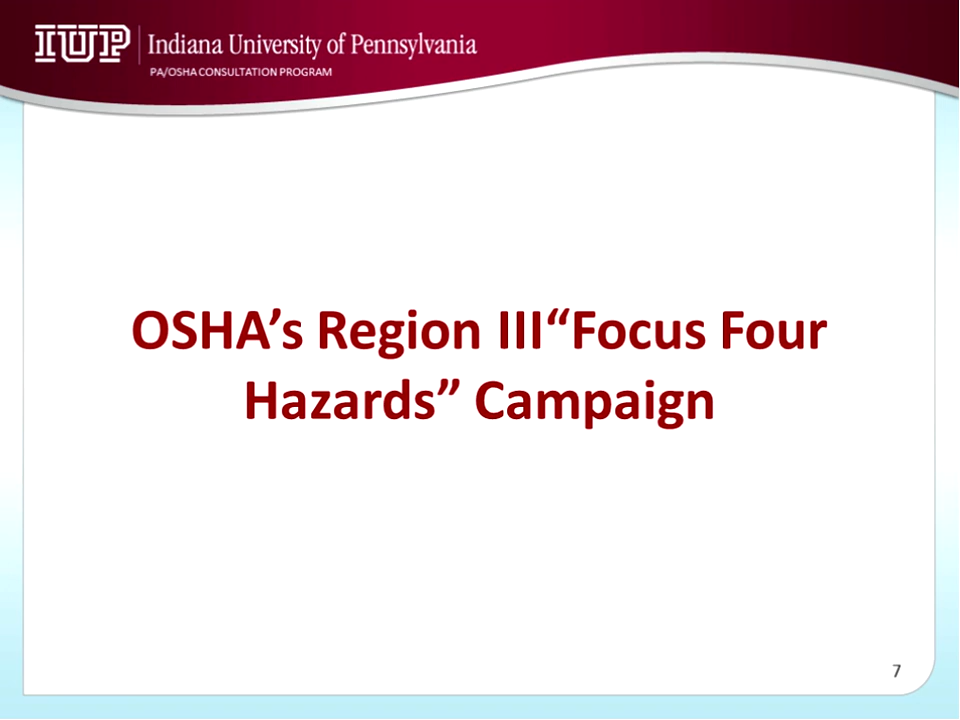 IUP Indiana University of Pennsylvania
PA/OSHA CONSULTATION PROGRAM
OSHA’s Region III“Focus Four
Hazards” Campaign
7